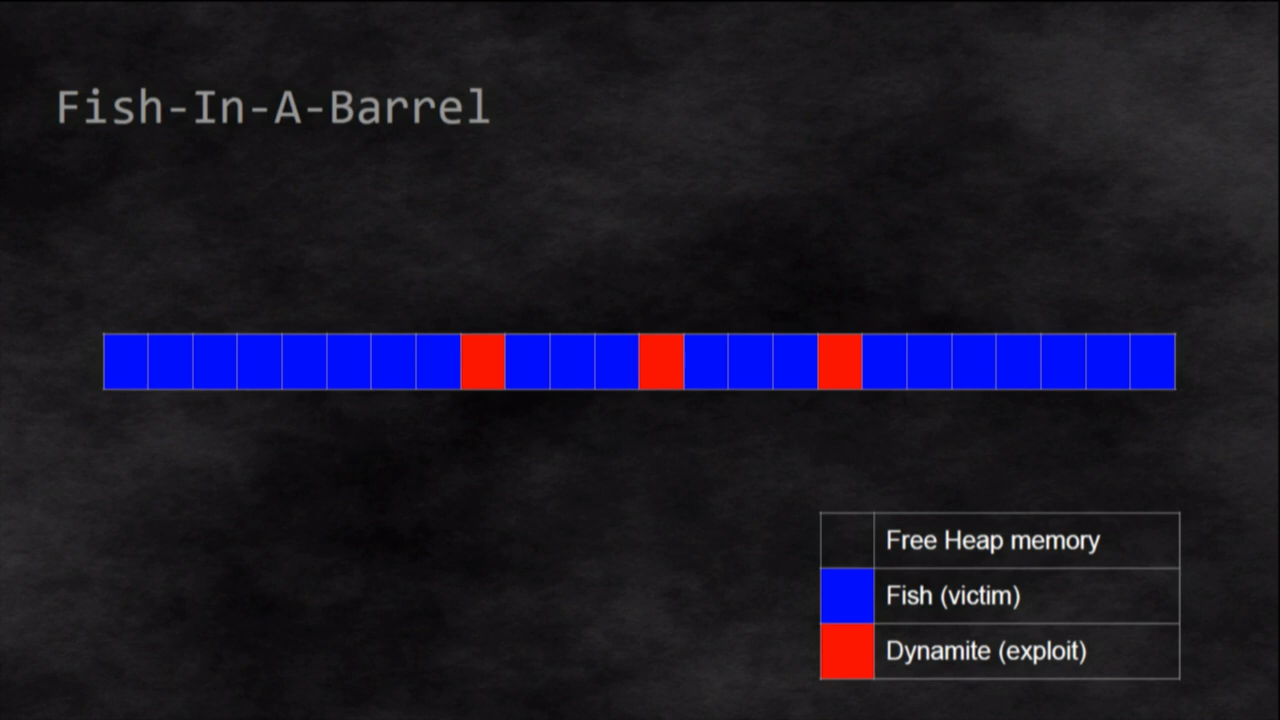 Fish-In-A-Barrel
Free Heap memory
Fish (victim)
Dynamite (exploit)